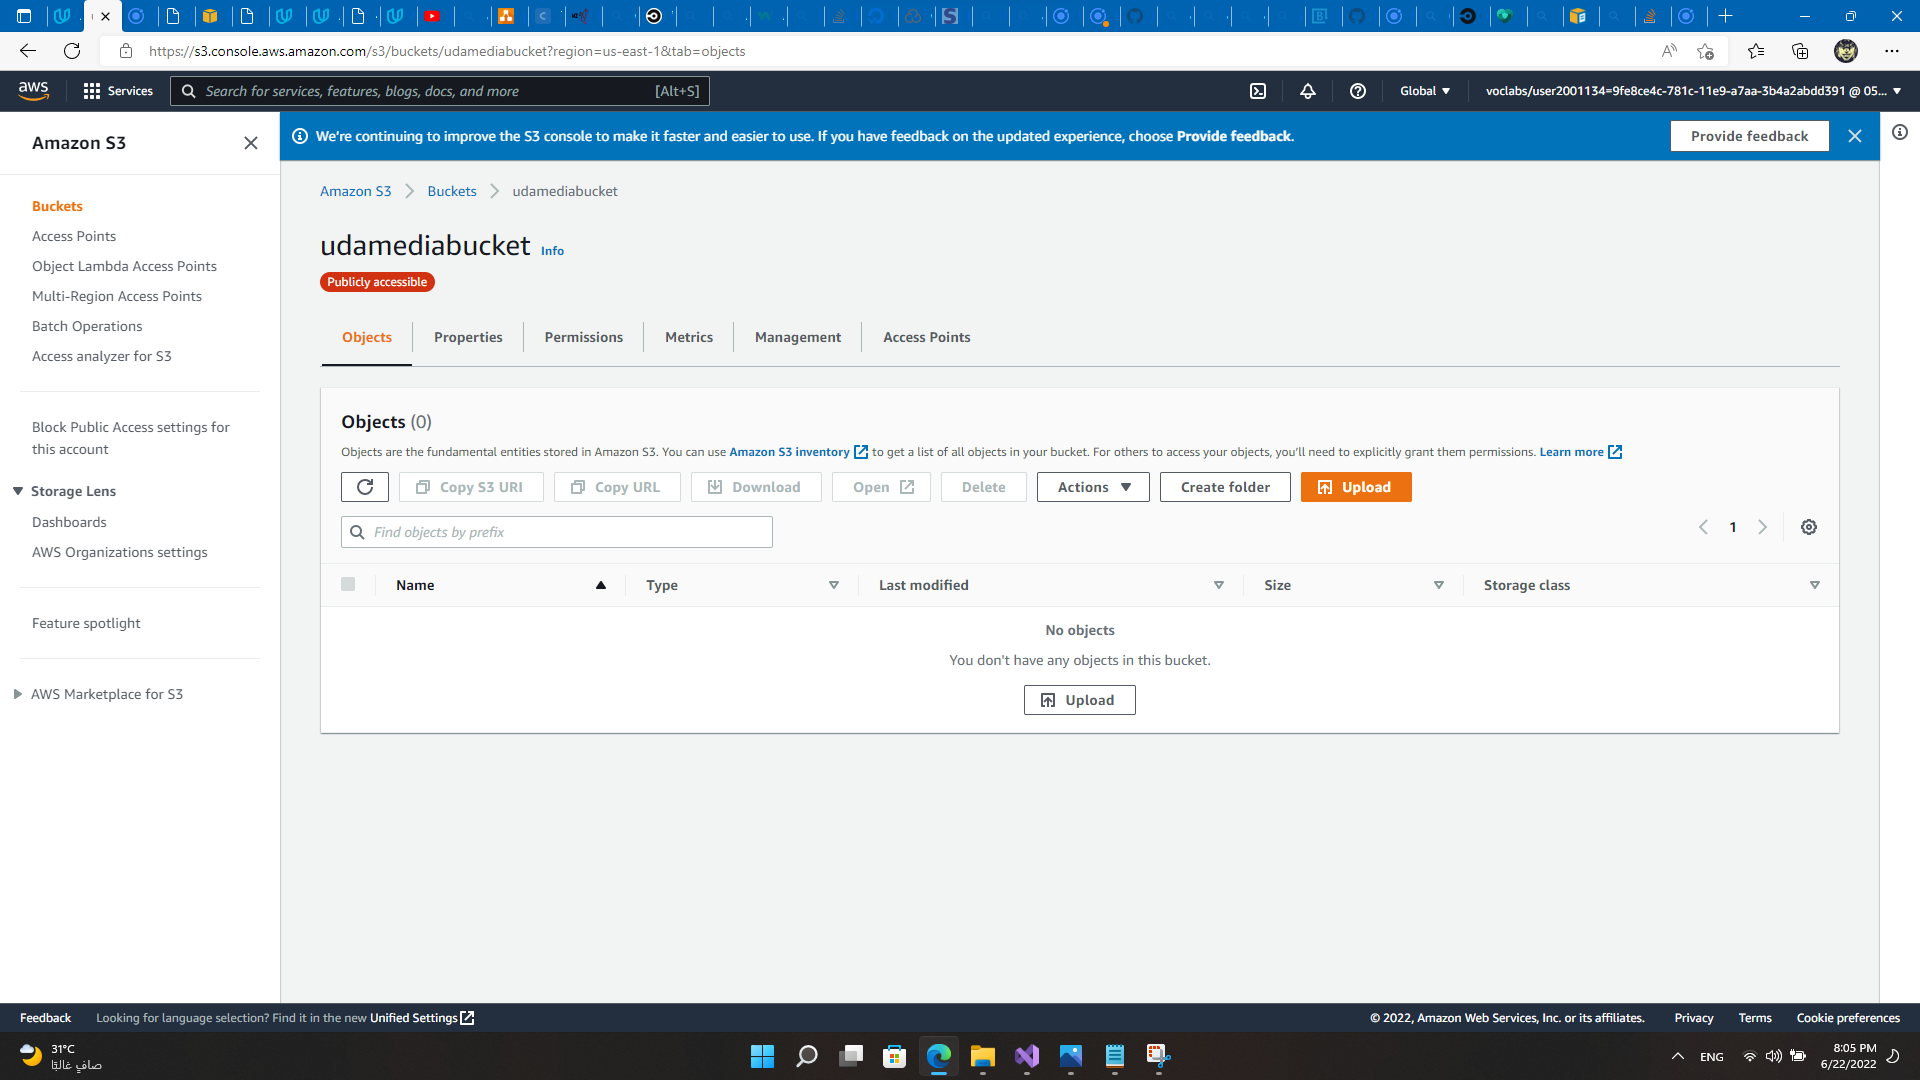 https://s3.console.aws.amazon.com/s3/buckets/udamediabucket?region=us-east-1&tab=objects
aws
Services
Search for services, features, blogs, docs, and more
[Alt+S]
Global
voclabs/user2001134=9fe8ce4c-781c-11e9-a7aa-3b4a2abdd391 @ 05...
Amazon S3
We're continuing to improve the S3 console to make it faster and easier to use. If you have feedback on the updated experience, choose Provide feedback.
Provide feedback
Buckets
Access Points
Object Lambda Access Points
Multi-Region Access Points
Batch Operations
Access analyzer for S3
Block Public Access settings for
this account
Storage Lens
Dashboards
AWS Organizations settings
Feature spotlight
AWS Marketplace for S3
Amazon S3
Buckets
udamediabucket
udamediabucket Info
Publicly accessible
Objects
Properties
Permissions
Metrics
Management
Access Points
Objects (0)
Objects are the fundamental entities stored in Amazon S3. You can use Amazon S3 inventory to get a list of all objects in your bucket. For others to access your objects, you'll need to explicitly grant them permissions. Learn more
Copy S3 URI
Copy URL
Download
Open
Delete
Actions
Create folder
Upload
Find objects by prefix
1
Name
Type
Last modified
Size
Storage class
No objects
You don't have any objects in this bucket.
Upload
Feedback
Looking for language selection? Find it in the new Unified Settings
© 2022, Amazon Web Services, Inc. or its affiliates.
Privacy
Terms
Cookie preferences
31°C
صافٍ غالبًا
ENG
8:05 PM
6/22/2022